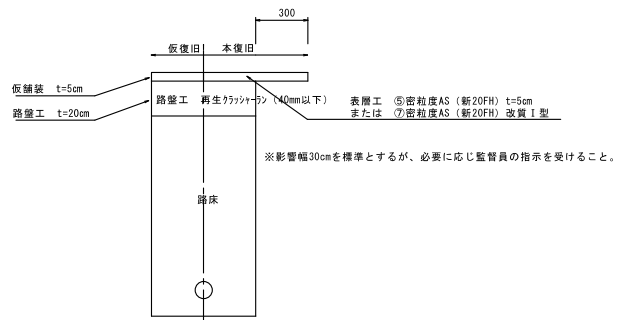 300
仮復旧 本復旧
仮舗装 t=5cm
路盤工 再生クラッシャーラン (40mm以下)
路盤工 t=20cm
表層工 ⑤密粒度AS (新20FH) t=5cm
または ⑦密粒度AS (新20FH) 改質Ⅰ型
※影響幅30cmを標準とするが、必要に応じ監督員の指示を受けること。
路床